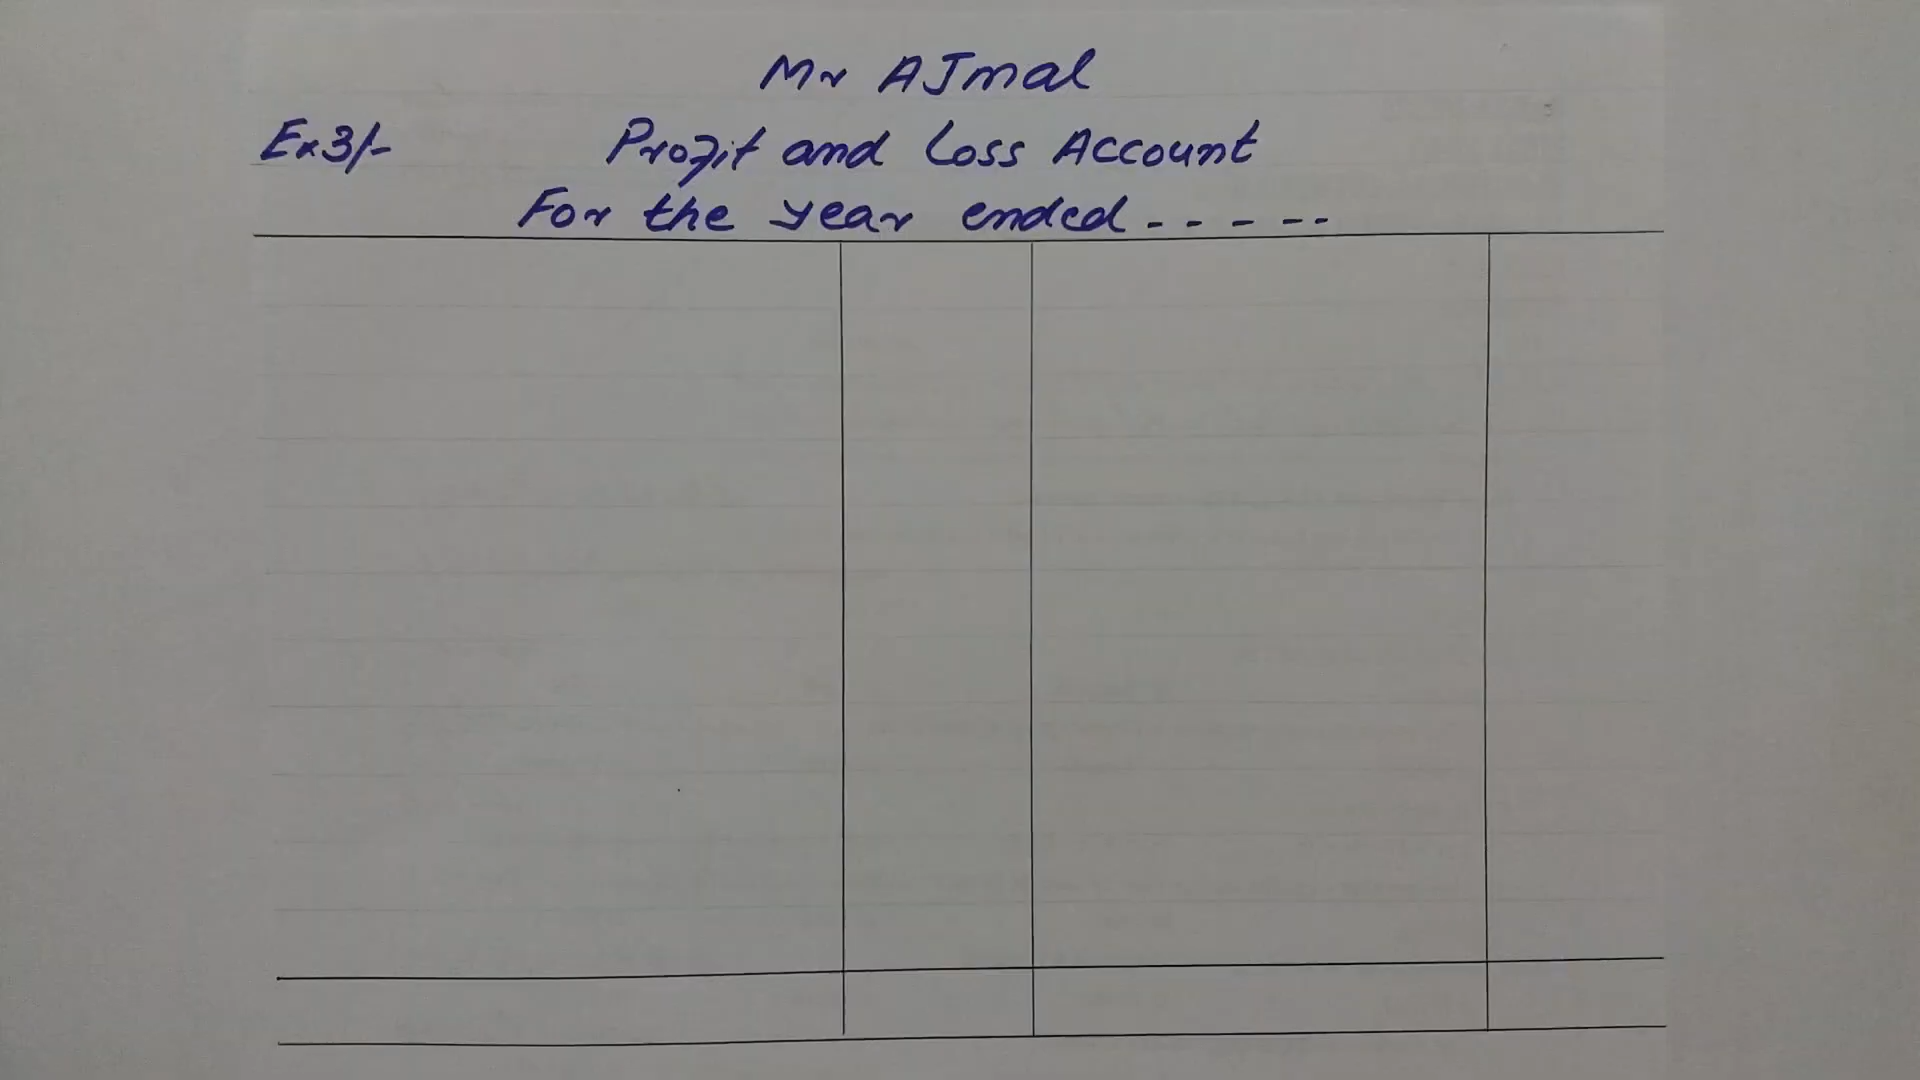 Mr AJmal
Ex3/-
Profit and Loss Account
For the year ended - - - - -